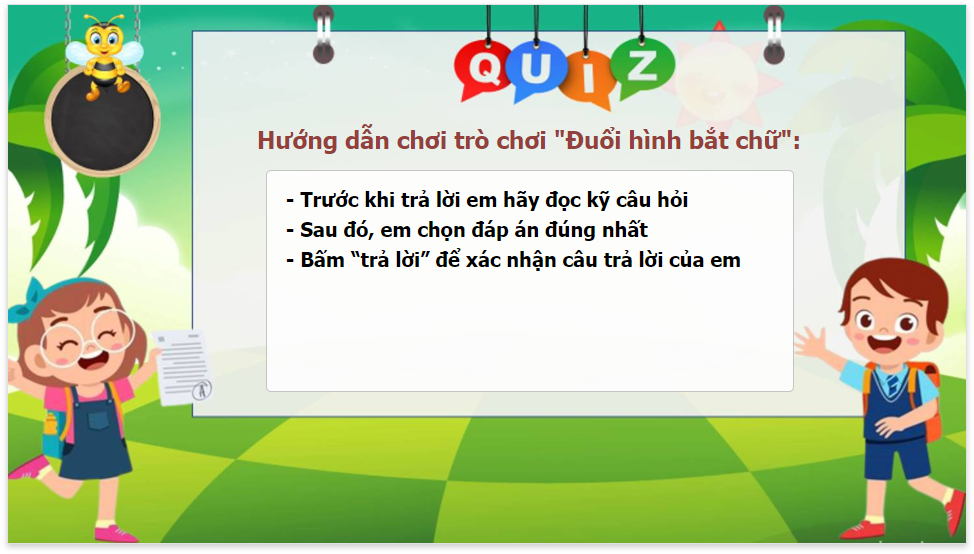 QUIZ
Hướng dẫn chơi trò chơi "Đuổi hình bắt chữ":
- Trước khi trả lời em hãy đọc kỹ câu hỏi
- Sau đó, em chọn đáp án đúng nhất
- Bấm “trả lời” để xác nhận câu trả lời của em
A